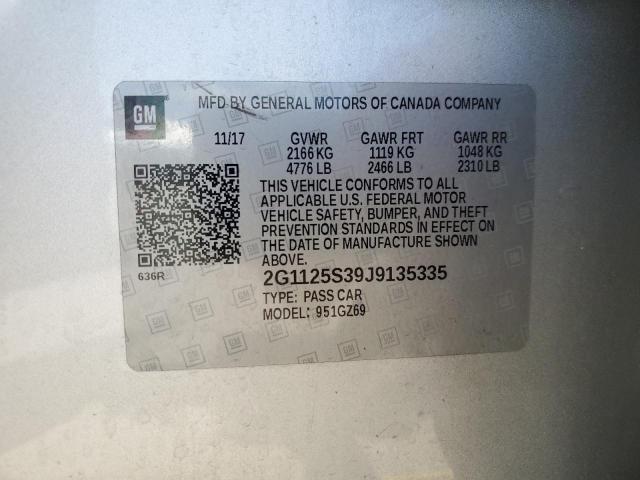 GM
MFD BY GENERAL MOTORS OF CANADA COMPANY
11/17 GVWR GAWR FRT GAWR RR
2166 KG 1119 KG 1048 KG
4776 LB 2466 LB 2310 LB
THIS VEHICLE CONFORMS TO ALL
APPLICABLE U.S. FEDERAL MOTOR
VEHICLE SAFETY, BUMPER, AND THEFT
PREVENTION STANDARDS IN EFFECT ON
THE DATE OF MANUFACTURE SHOWN
ABOVE.
636R
2G1125S39J9135335
TYPE: PASS CAR
MODEL: 951GZ69